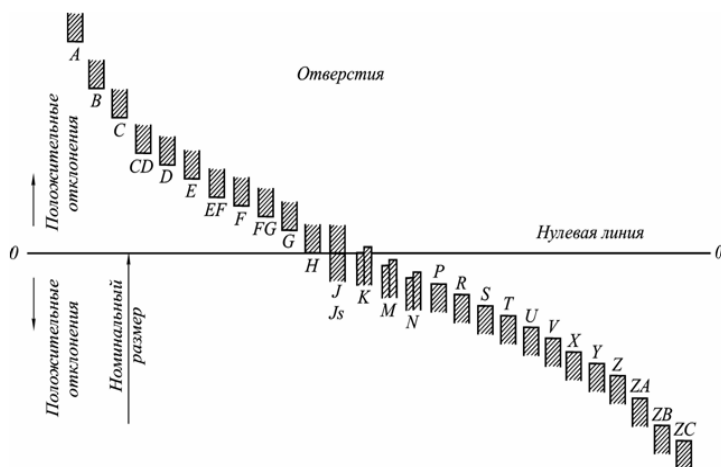 A
Отверстия
B
C
CD
D
E
EF
F
FG
G
Положительные
отклонения
Нулевая линия
0
0
H
J
Js
K
M
N
P
R
S
T
U
V
X
Y
Z
ZA
ZB
ZC
Положительные
отклонения
Номинальный
размер